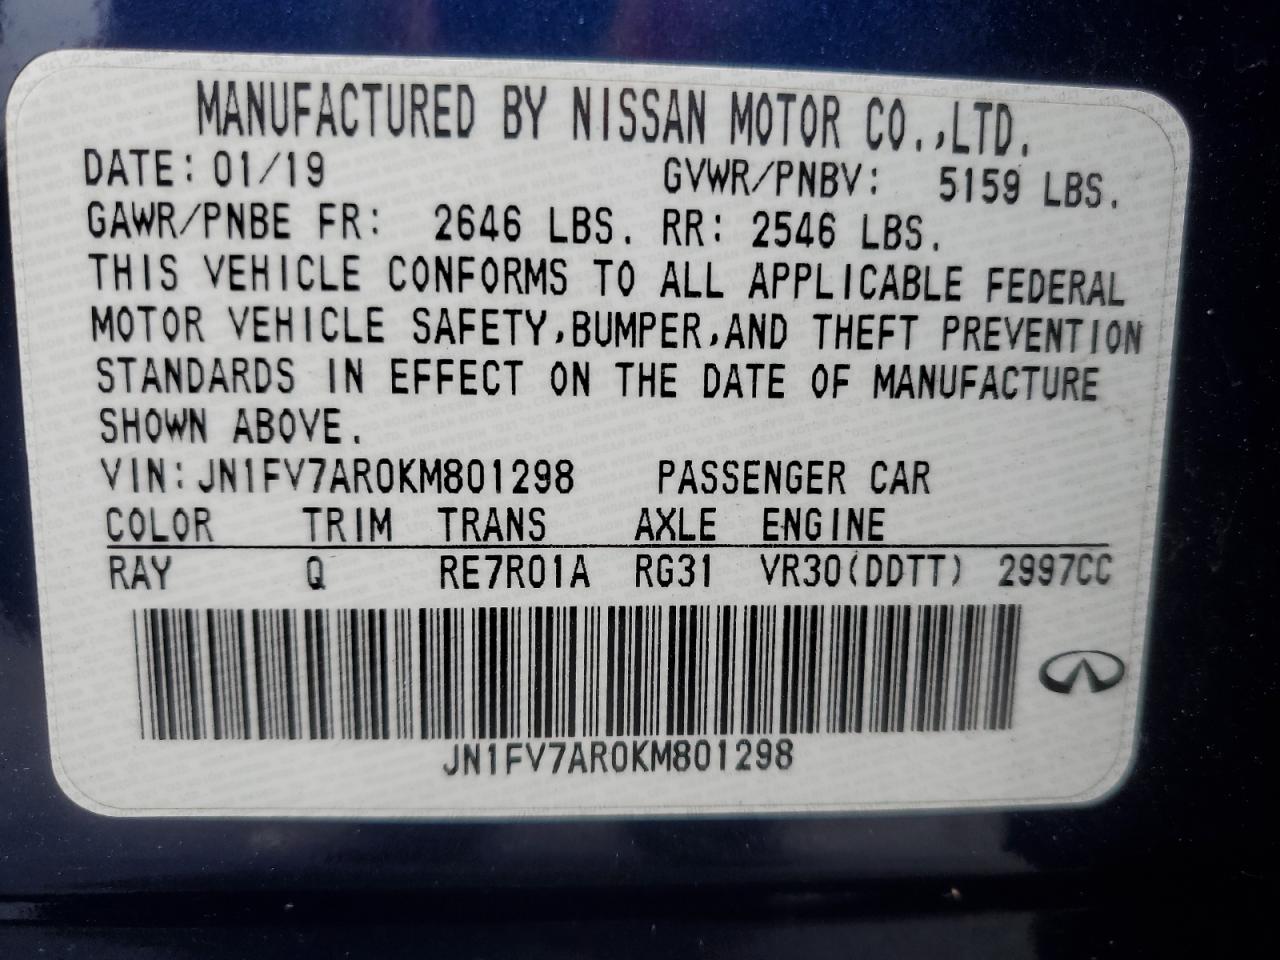 MANUFACTURED BY NISSAN MOTOR CO.,LTD.
DATE: 01/19 GVWR/PNBV: 5159 LBS.
GAWR/PNBE FR: 2646 LBS. RR: 2546 LBS.
THIS VEHICLE CONFORMS TO ALL APPLICABLE FEDERAL
MOTOR VEHICLE SAFETY,BUMPER,AND THEFT PREVENTION
STANDARDS IN EFFECT ON THE DATE OF MANUFACTURE
SHOWN ABOVE.
VIN:JN1FV7AR0KM801298 PASSENGER CAR
COLOR TRIM TRANS AXLE ENGINE
RAY Q RE7R01A RG31 VR30(DDTT) 2997CC
JN1FV7AR0KM801298